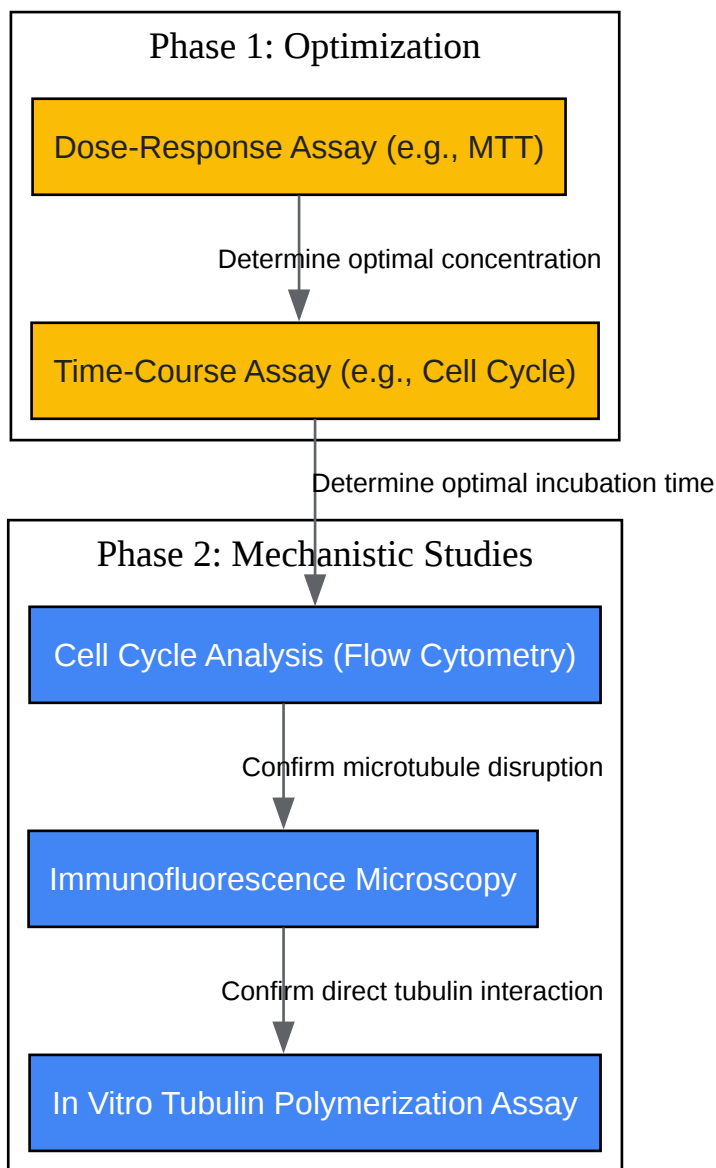 Phase 1: Optimization
Dose-Response Assay (e.g., MTT)
Determine optimal concentration
Time-Course Assay (e.g., Cell Cycle)
Determine optimal incubation time
Phase 2: Mechanistic Studies
Cell Cycle Analysis (Flow Cytometry)
Confirm microtubule disruption
Immunofluorescence Microscopy
Confirm direct tubulin interaction
In Vitro Tubulin Polymerization Assay